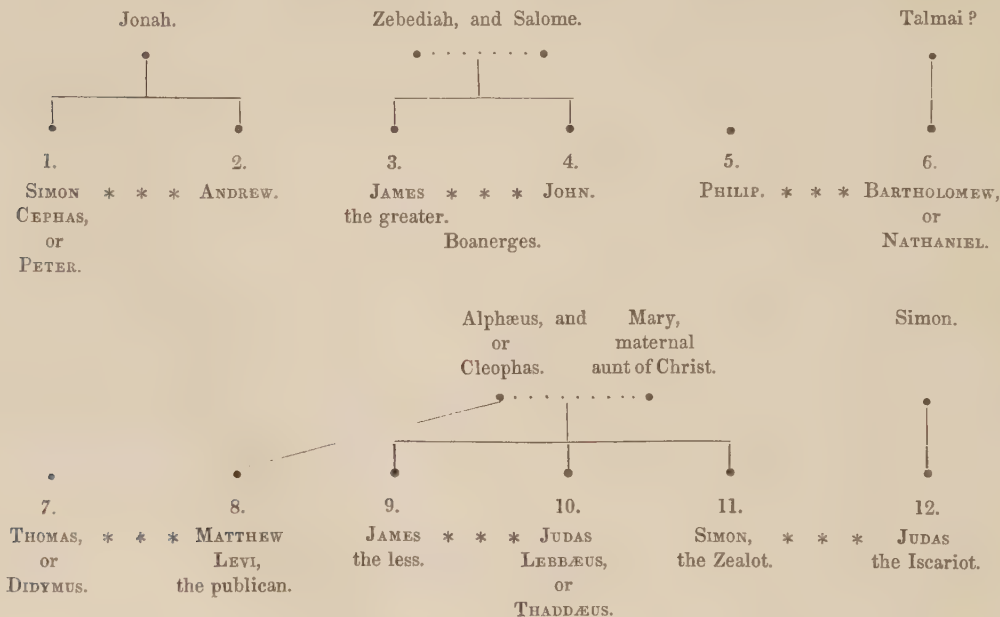 Jonah. Zebediah, and Salome. Talmai?
1. 2. 3. 4. 5. 6.
SIMON * * * ANDREW. JAMES * * * JOHN. PHILIP. * * * BARTHOLOMEW,
CEPHAS, the greater. or
or Boanerges. NATHANIEL.
PETER.
Alphæus, and Mary, Simon.
or maternal
Cleophas. aunt of Christ.
7. 8. 9. 10. 11. 12.
THOMAS, * * * MATTHEW JAMES * * * JUDAS SIMON, * * * JUDAS
or LEVI, the less. LEBBÆUS, the Zealot. the Iscariot.
DIDYMUS. the publican. or
THADDÆUS.